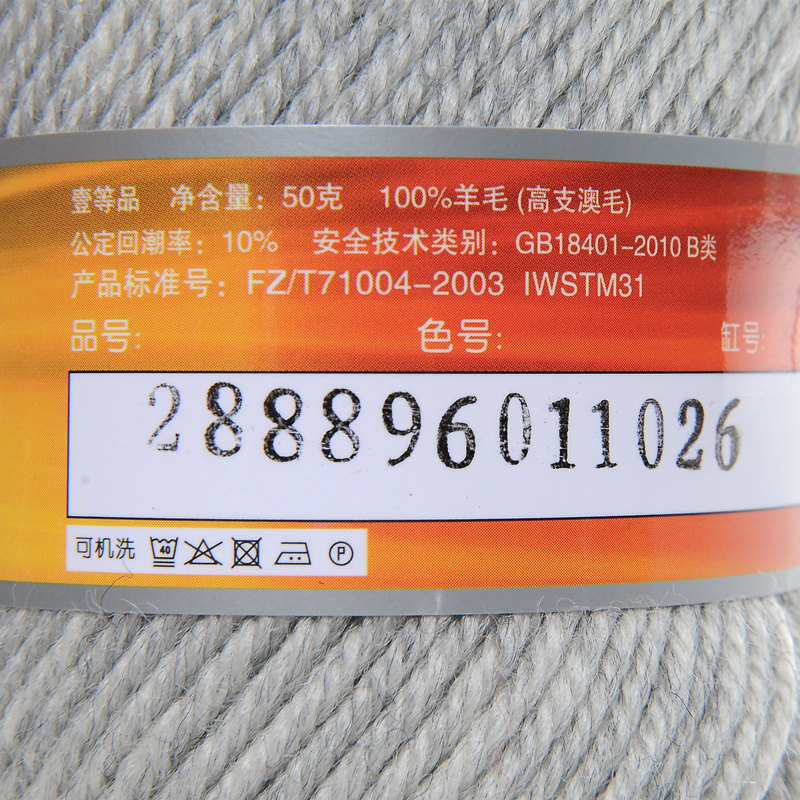 壹等品 净含量：50克 100%羊毛 (高支澳毛)
公定回潮率：10% 安全技术类别：GB18401-2010 B类
产品标准号：FZ/T71004-2003 IWSTM31
品号: 色号: 缸号:
288896011026
可机洗 40 P